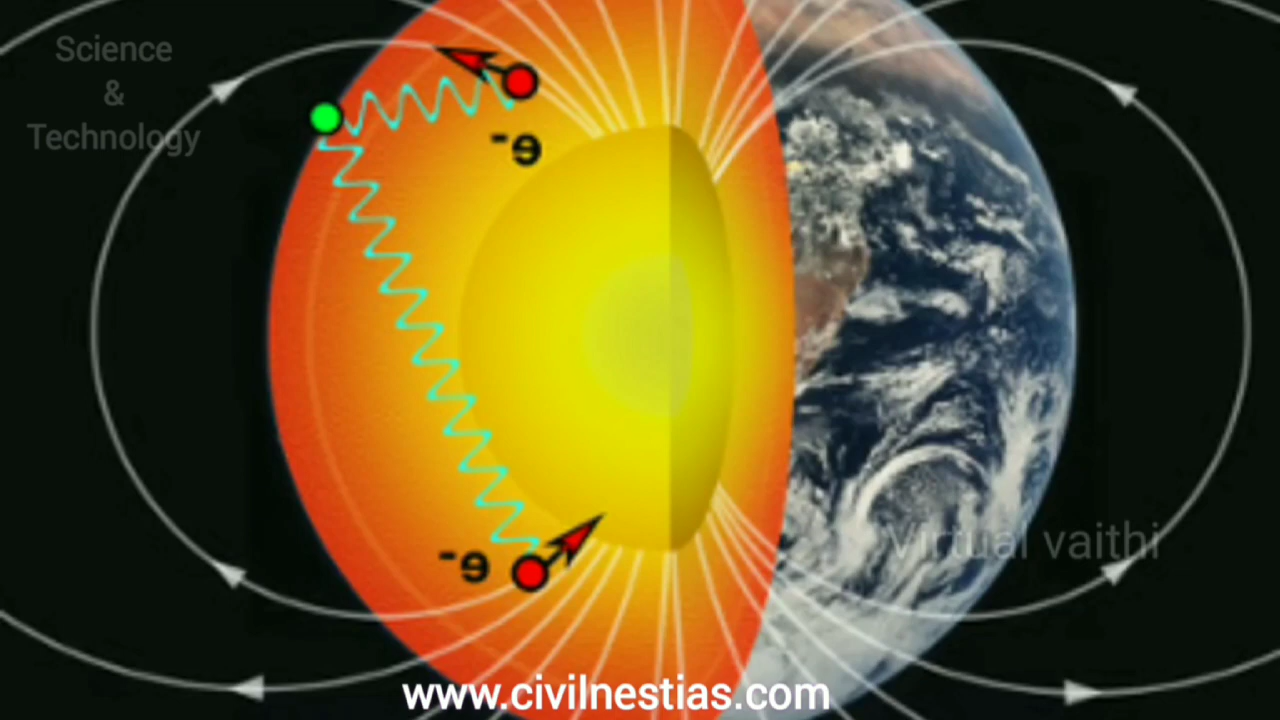 Science
&
Technology
e-
e-
Virtual vaithi
www.civilnestias.com